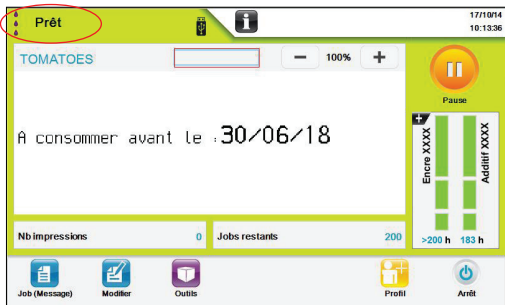 Prêt
17/10/14
10:13:36
TOMATOES
100%
Pause
A consommer avant le :30/06/18
Encre XXXX
Additif XXXX
Nb impressions 0
Jobs restants 200
>200 h 183 h
Job (Message)
Modifier
Outils
Profil
Arrêt